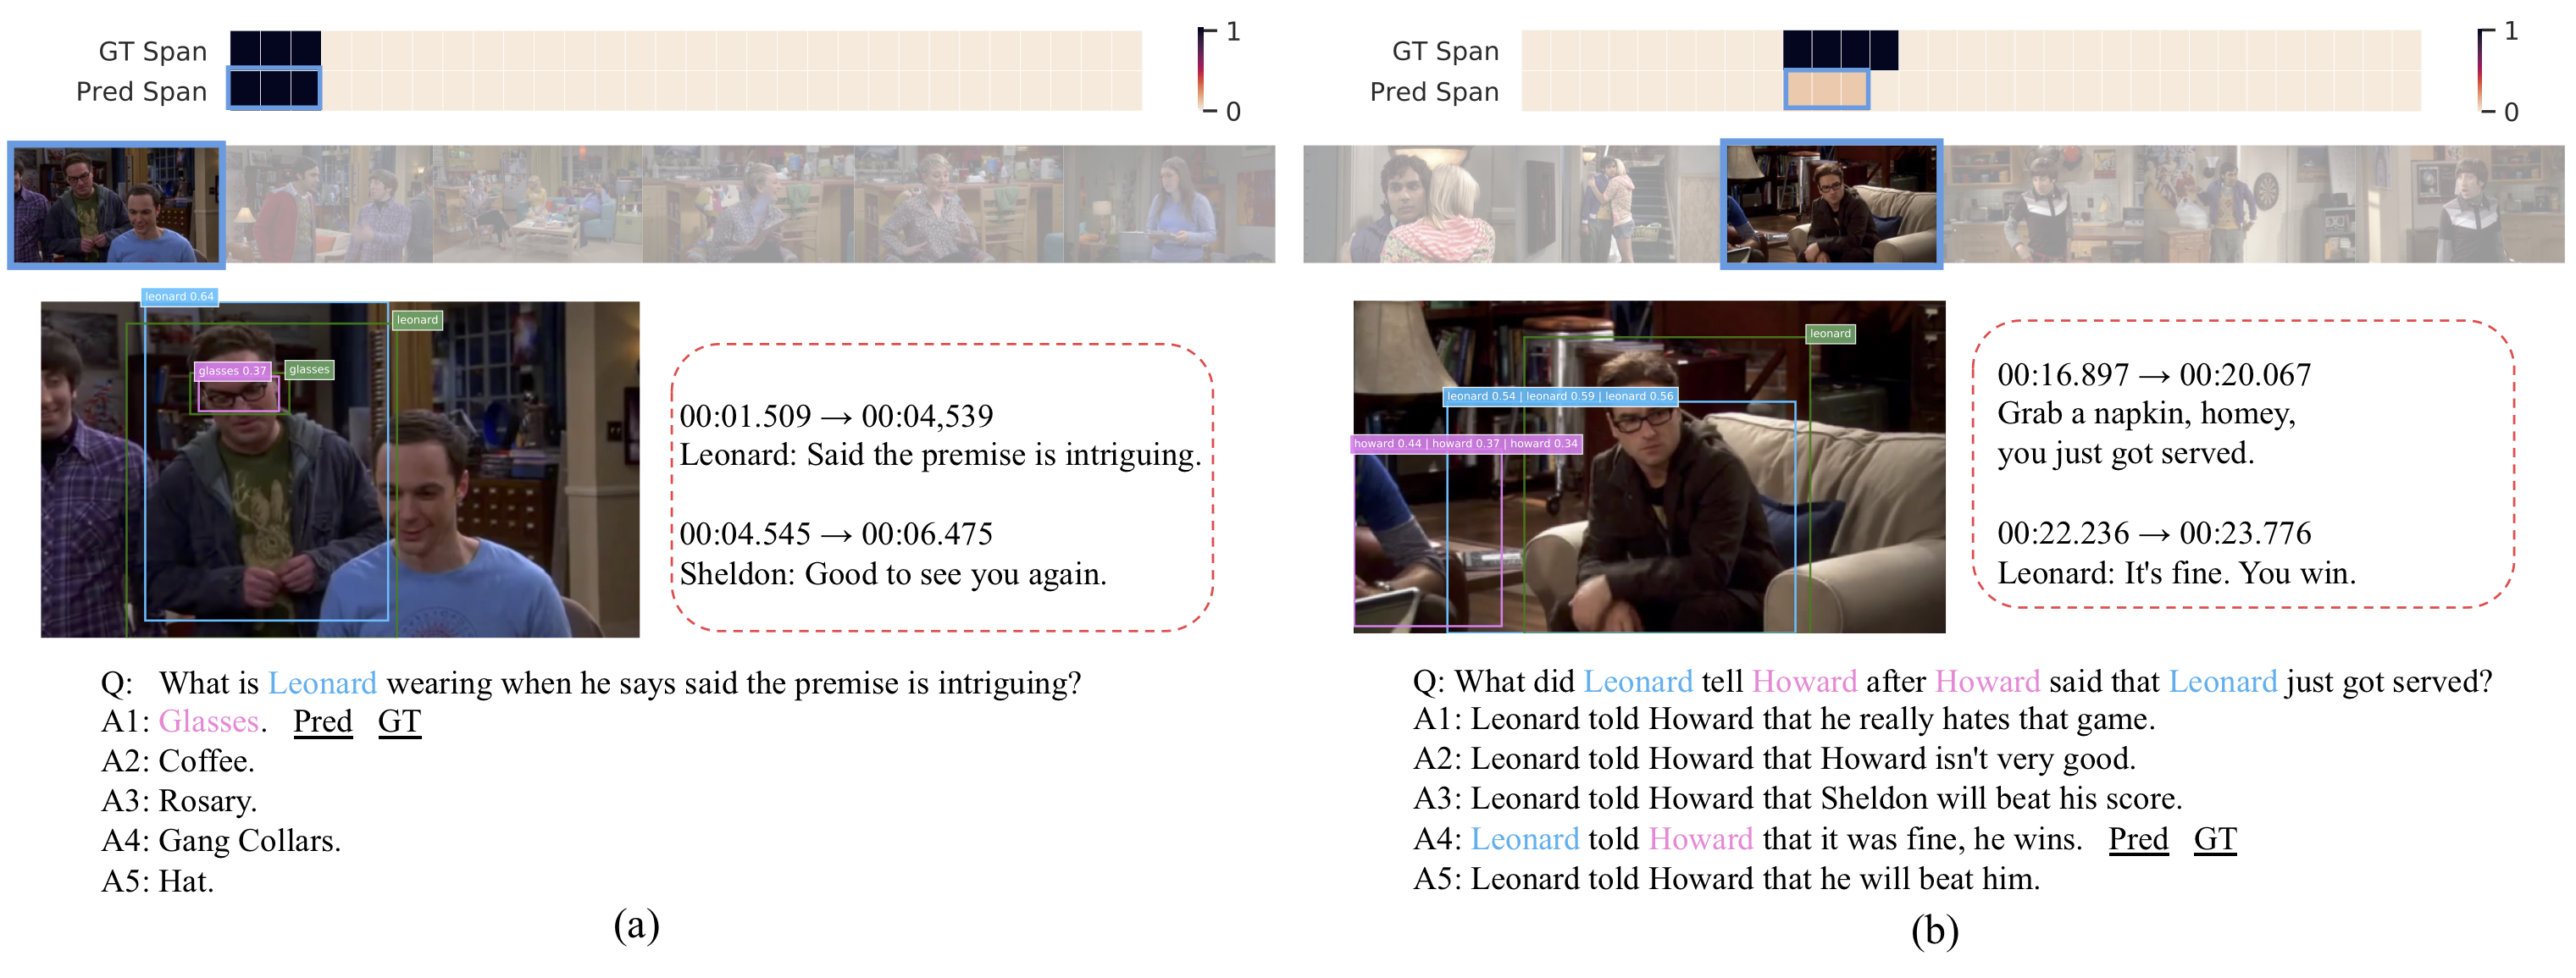 GT Span
Pred Span
1
0
leonard 0.64
leonard
glasses 0.37
glasses
00:01.509 → 00:04,539
Leonard: Said the premise is intriguing.
00:04.545 → 00:06.475
Sheldon: Good to see you again.
Q: What is Leonard wearing when he says said the premise is intriguing?
A1: Glasses. Pred GT
A2: Coffee.
A3: Rosary.
A4: Gang Collars.
A5: Hat.
(a)
GT Span
Pred Span
1
0
leonard
leonard 0.54 | leonard 0.59 | leonard 0.56
howard 0.44 | howard 0.37 | howard 0.34
00:16.897 → 00:20.067
Grab a napkin, homey,
you just got served.
00:22.236 → 00:23.776
Leonard: It's fine. You win.
Q: What did Leonard tell Howard after Howard said that Leonard just got served?
A1: Leonard told Howard that he really hates that game.
A2: Leonard told Howard that Howard isn't very good.
A3: Leonard told Howard that Sheldon will beat his score.
A4: Leonard told Howard that it was fine, he wins. Pred GT
A5: Leonard told Howard that he will beat him.
(b)